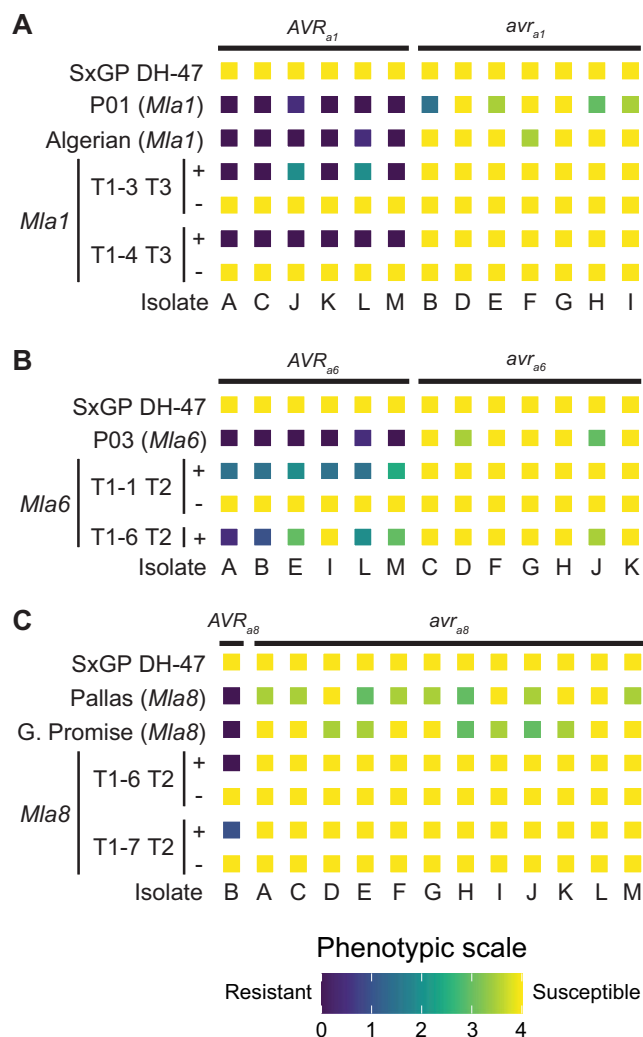 A
AVRa1 avra1
SxGP DH-47
P01 (Mla1)
Algerian (Mla1)
Mla1
T1-3 T3 + -
T1-4 T3 + -
Isolate A C J K L M B D E F G H I
B
AVRa6 avra6
SxGP DH-47
P03 (Mla6)
Mla6
T1-1 T2 + -
T1-6 T2 +
Isolate A B E I L M C D F G H J K
C
AVRa8 avra8
SxGP DH-47
Pallas (Mla8)
G. Promise (Mla8)
Mla8
T1-6 T2 + -
T1-7 T2 + -
Isolate B A C D E F G H I J K L M
Phenotypic scale
Resistant Susceptible
0 1 2 3 4